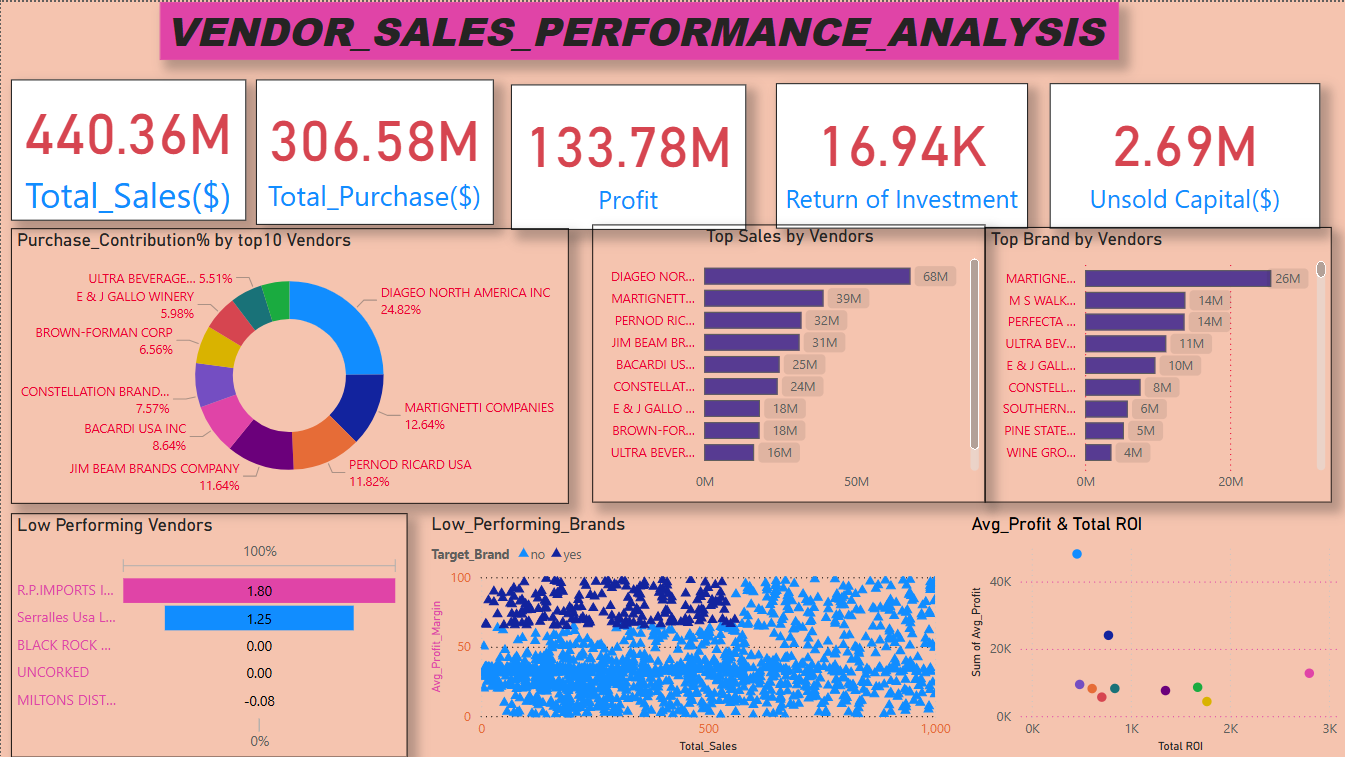 VENDOR_SALES_PERFORMANCE_ANALYSIS
440.36M
Total_Sales($)
306.58M
Total_Purchase($)
133.78M
Profit
16.94K
Return of Investment
2.69M
Unsold Capital($)
Purchase_Contribution% by top10 Vendors
ULTRA BEVERAGE... 5.51%
E & J GALLO WINERY
5.98%
BROWN-FORMAN CORP
6.56%
CONSTELLATION BRAND...
7.57%
BACARDI USA INC
8.64%
JIM BEAM BRANDS COMPANY
11.64%
DIAGEO NORTH AMERICA INC
24.82%
MARTIGNETTI COMPANIES
12.64%
PERNOD RICARD USA
11.82%
Top Sales by Vendors
DIAGEO NOR... 68M
MARTIGNETT... 39M
PERNOD RIC... 32M
JIM BEAM BR... 31M
BACARDI US... 25M
CONSTELLAT... 24M
E & J GALLO ... 18M
BROWN-FOR... 18M
ULTRA BEVER... 16M
0M 50M
Top Brand by Vendors
MARTIGNE... 26M
M S WALK... 14M
PERFECTA ... 14M
ULTRA BEV... 11M
E & J GALL... 10M
CONSTELL... 8M
SOUTHERN... 6M
PINE STATE... 5M
WINE GRO... 4M
0M 20M
Low Performing Vendors
100%
R.P.IMPORTS I... 1.80
Serralles Usa L... 1.25
BLACK ROCK ... 0.00
UNCORKED 0.00
MILTONS DIST... -0.08
0%
Low_Performing_Brands
Target_Brand no yes
Avg_Profit_Margin
100
50
0
0 500 1,000
Total_Sales
Avg_Profit & Total ROI
Sum of Avg_Profit
40K
20K
0K
0K 1K 2K 3K
Total ROI